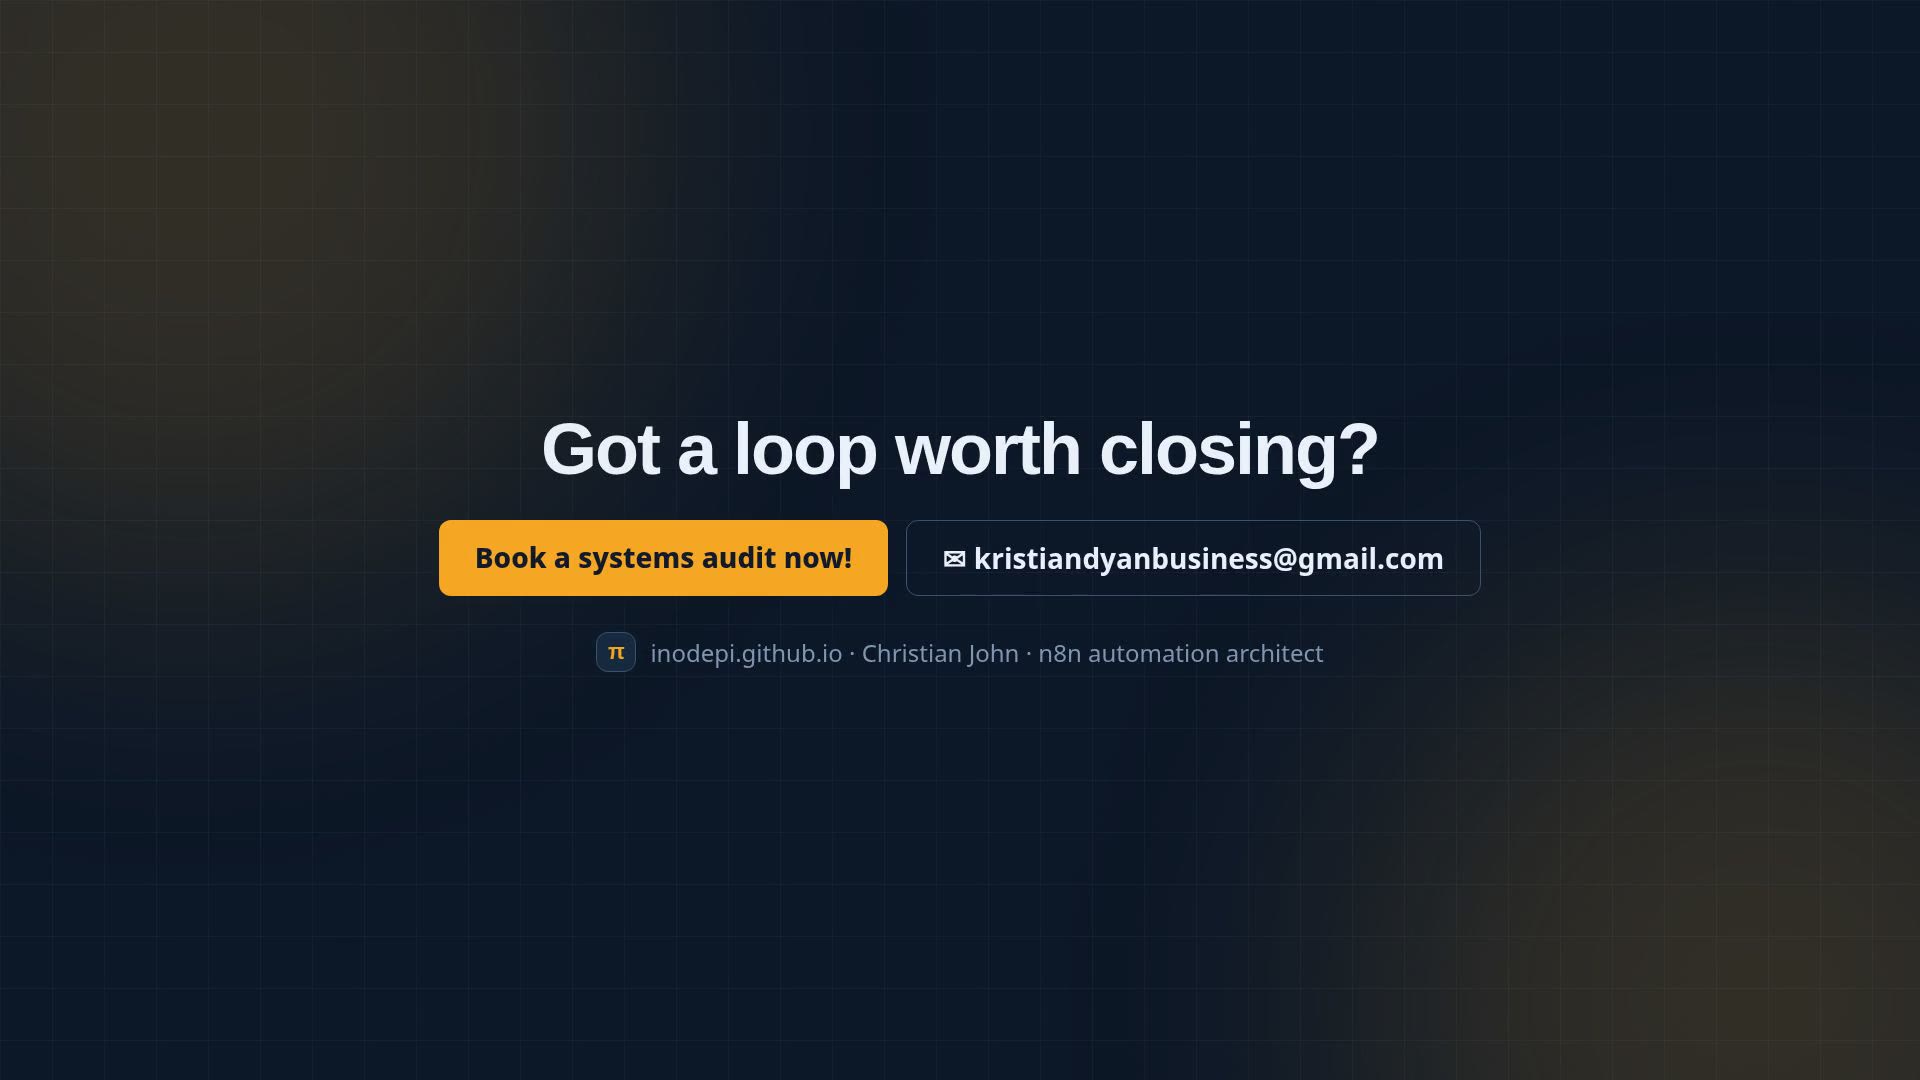 Got a loop worth closing?
Book a systems audit now!
✉ kristiandyanbusiness@gmail.com
π inodepi.github.io · Christian John · n8n automation architect